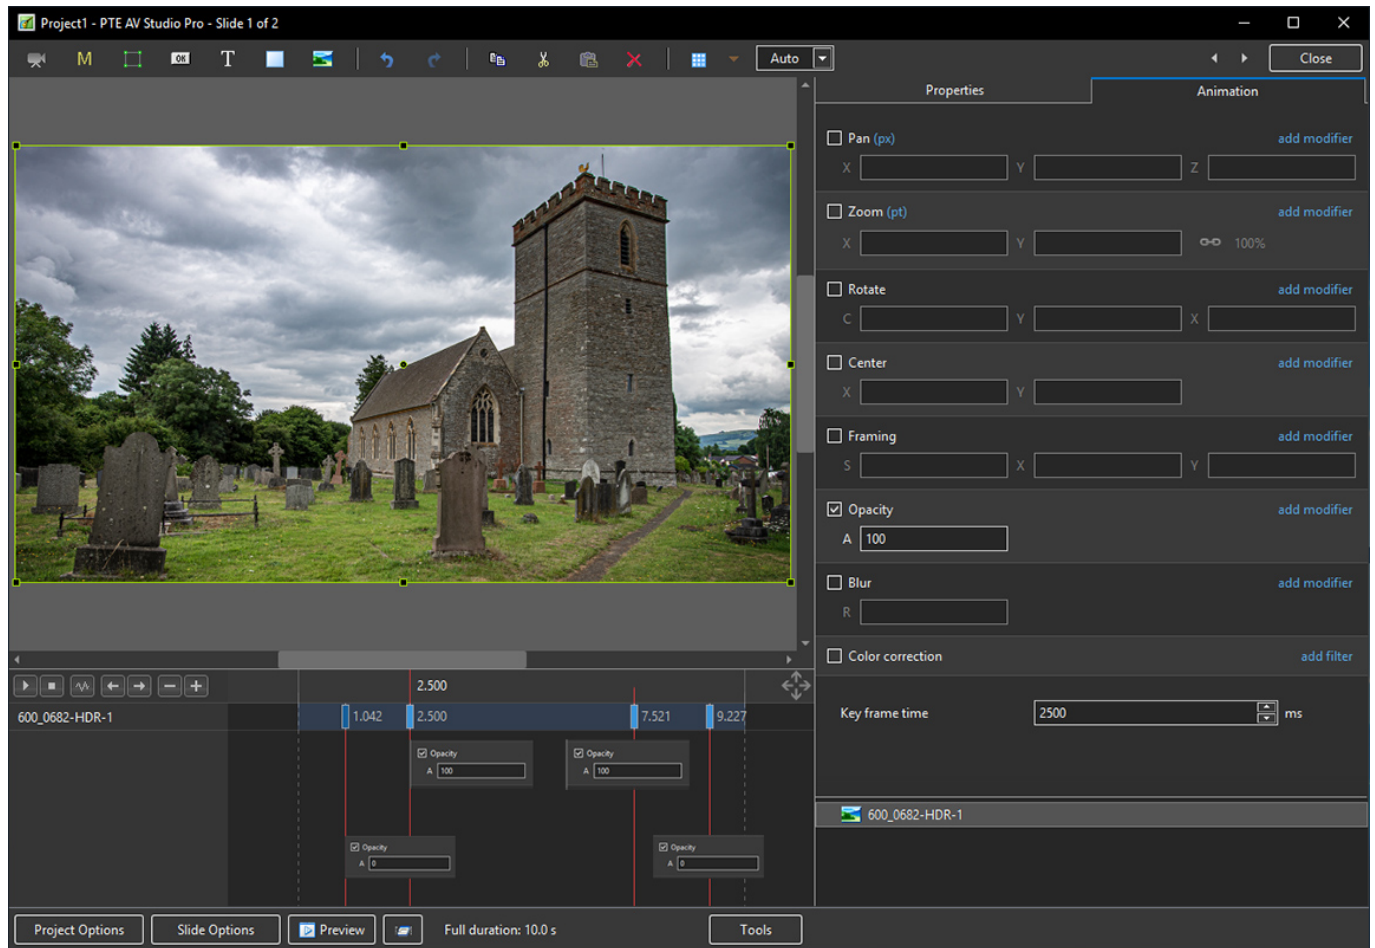 Project1 - PTE AV Studio Pro - Slide 1 of 2
M OK T Auto Close
Properties Animation
Pan (px) add modifier
X Y Z
Zoom (pt) add modifier
X Y 100%
Rotate add modifier
C Y X
Center add modifier
X Y
Framing add modifier
S X Y
Opacity add modifier
A 100
Blur add modifier
R
Color correction add filter
Key frame time 2500 ms
600_0682-HDR-1
2.500
600_0682-HDR-1 1.042 2.500 7.521 9.227
Opacity Opacity
A 100 A 100
Opacity Opacity
A 0 A 0
Project Options Slide Options Preview Full duration: 10.0 s Tools